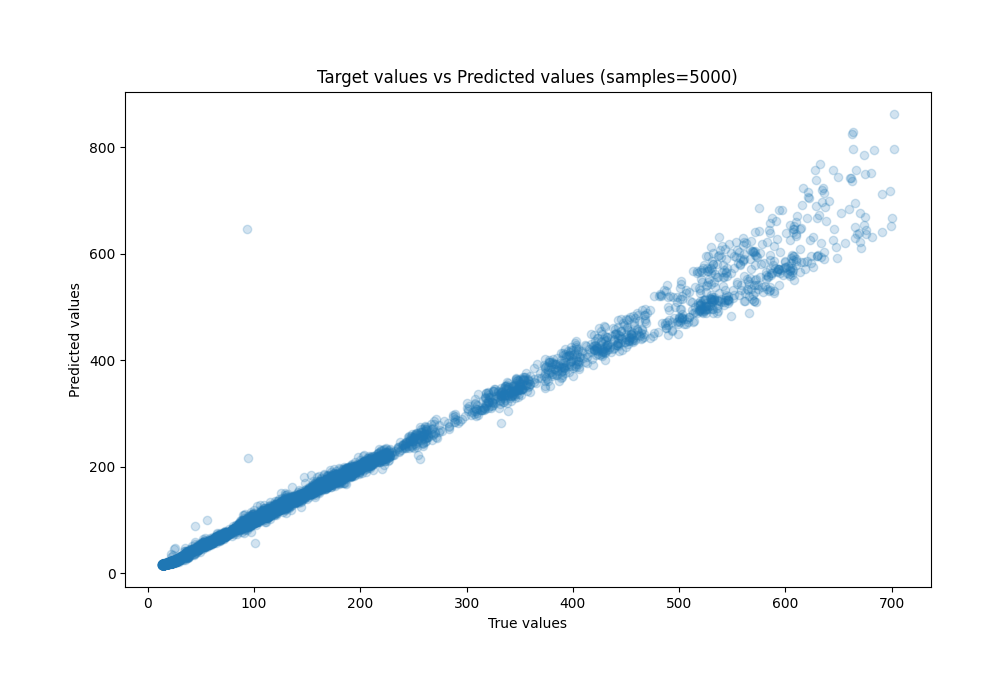 Target values vs Predicted values (samples=5000)
800
600
400
200
0
Predicted values
0 100 200 300 400 500 600 700
True values